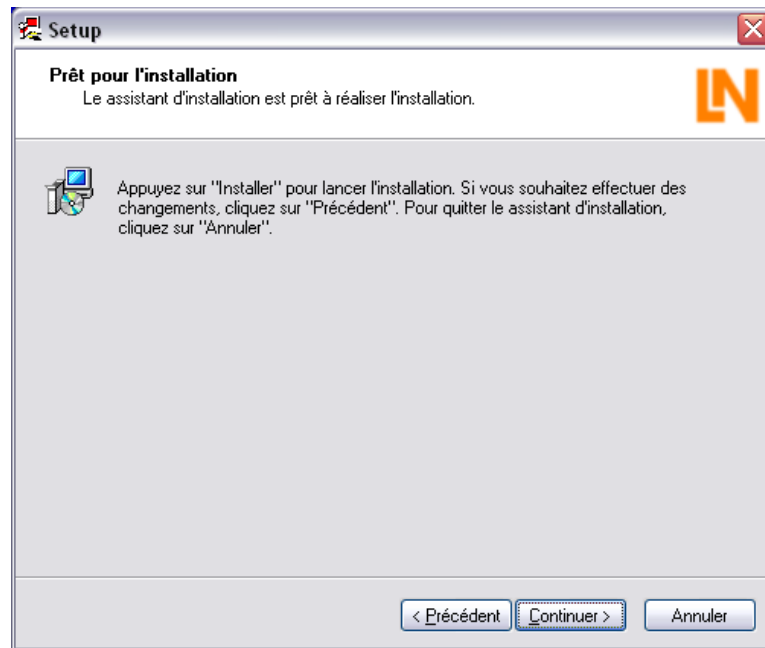 Setup
Prêt pour l'installation
Le assistant d'installation est prêt à réaliser l'installation.
LN
Appuyez sur "Installer" pour lancer l'installation. Si vous souhaitez effectuer des
changements, cliquez sur "Précédent". Pour quitter le assistant d'installation,
cliquez sur "Annuler".
< Précédent
Continuer >
Annuler